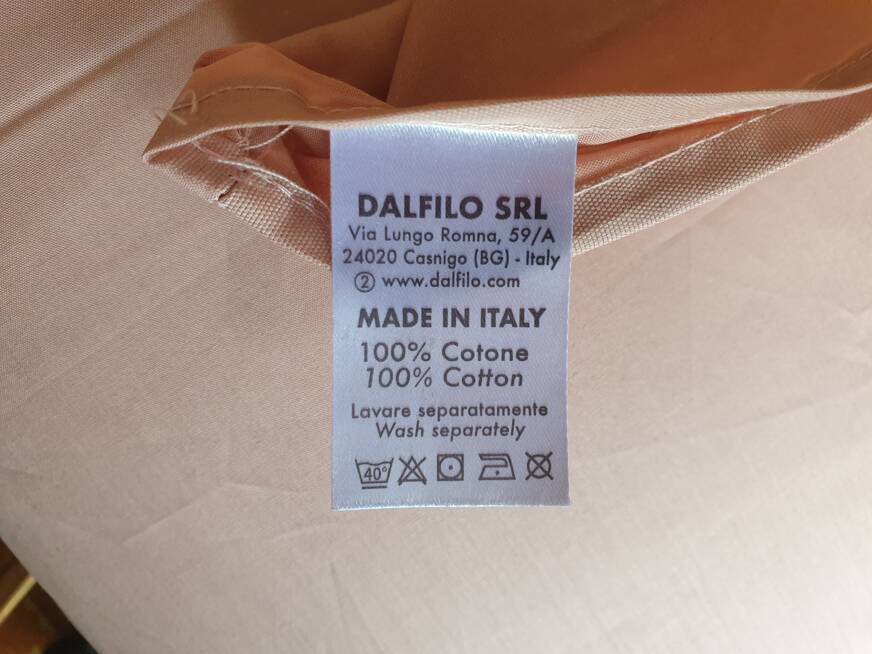 DALFILO SRL
Via Lungo Romna, 59/A
24020 Casnigo (BG) - Italy
② www.dalfilo.com
MADE IN ITALY
100% Cotone
100% Cotton
Lavare separatamente
Wash separately
40°